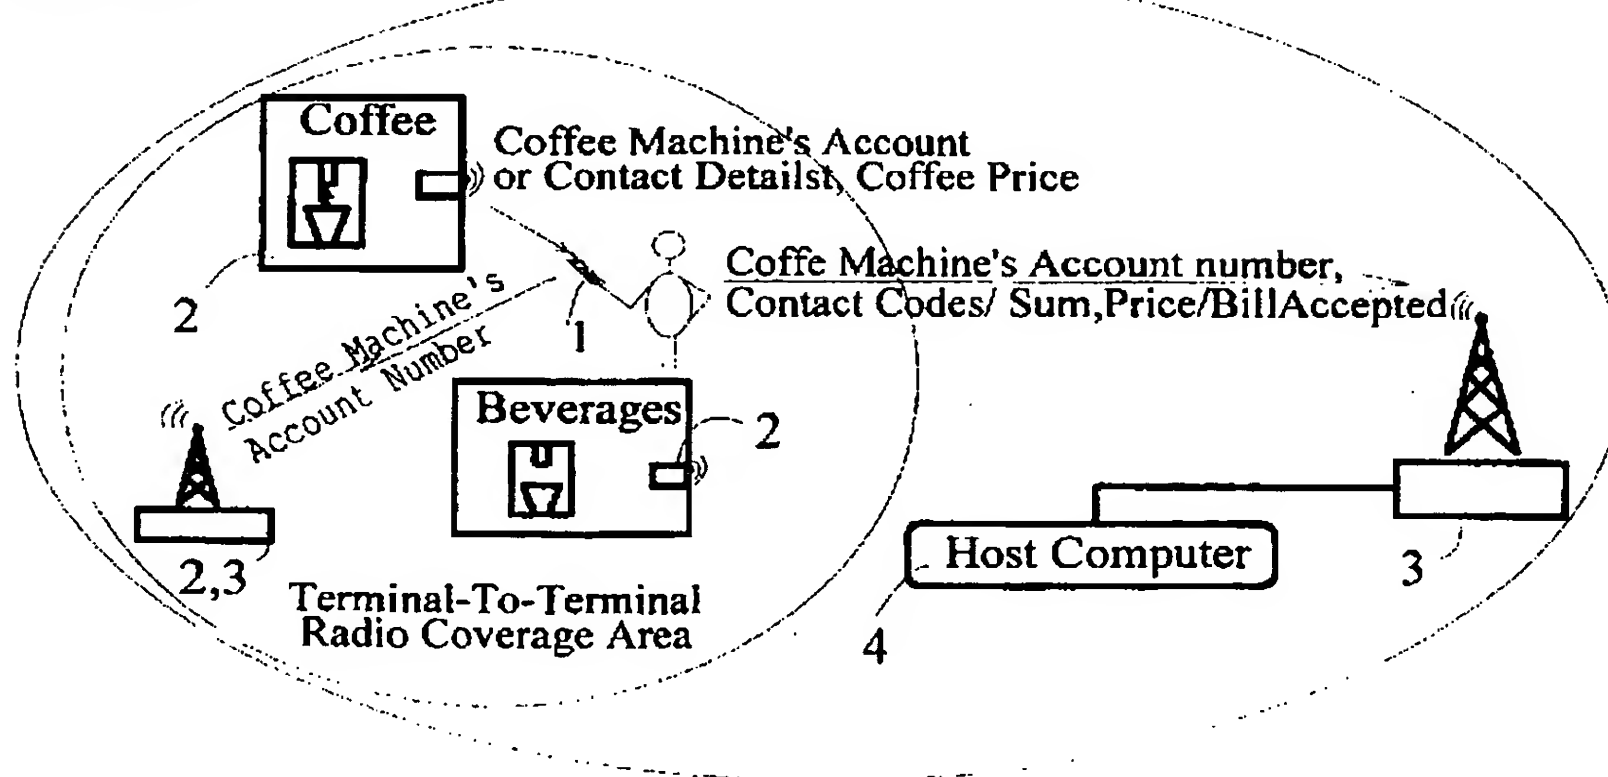 Coffee
Coffee Machine's Account
or Contact Detailst, Coffee Price
Coffe Machine's Account number,
Contact Codes/ Sum,Price/BillAccepted
2
1
Coffee Machine's
Account Number
Beverages
2
2,3
Terminal-To-Terminal
Radio Coverage Area
Host Computer
3
4